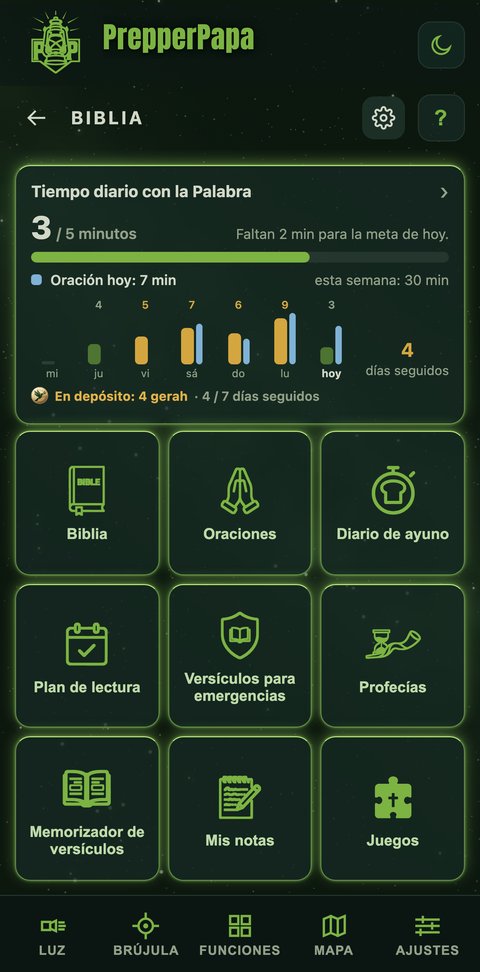 PP
PrepperPapa
BIBLIA
?
Tiempo diario con la Palabra
3 / 5 minutos
Faltan 2 min para la meta de hoy.
Oración hoy: 7 min
esta semana: 30 min
4 5 7 6 9 3
mi ju vi sá do lu hoy
4
días seguidos
En depósito: 4 gerah · 4 / 7 días seguidos
BIBLE
Biblia
Oraciones
Diario de ayuno
Plan de lectura
Versículos para
emergencias
Profecías
Memorizador de
versículos
Mis notas
Juegos
LUZ
BRÚJULA
FUNCIONES
MAPA
AJUSTES